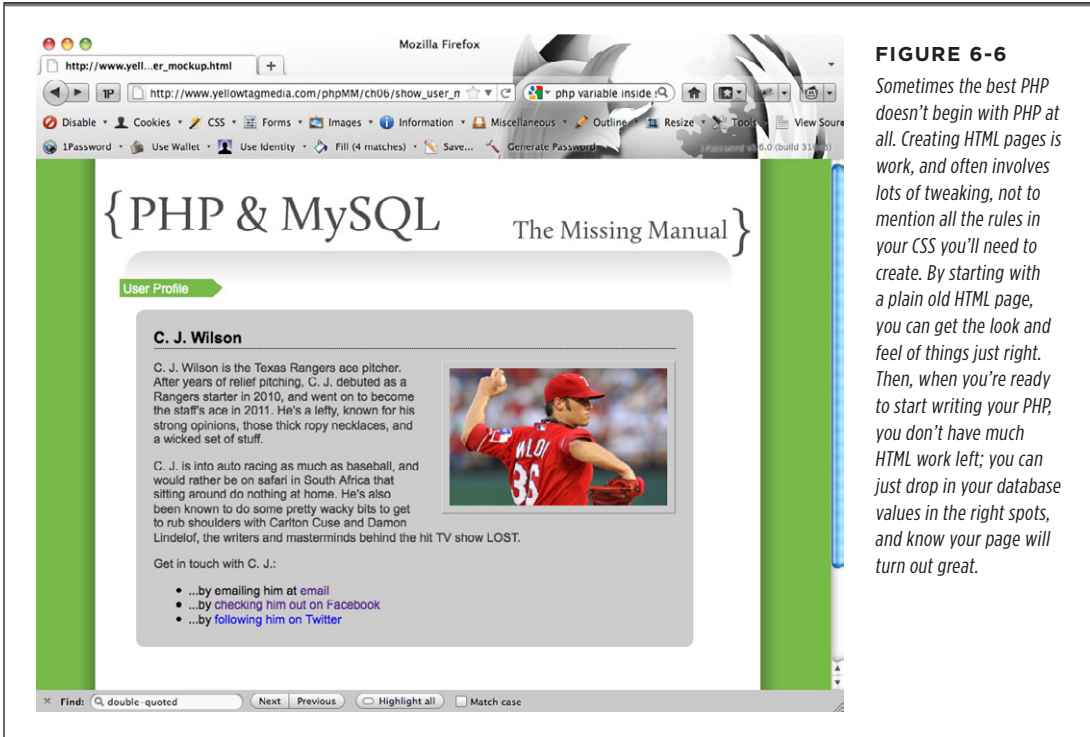 Mozilla Firefox
http://www.yell...er_mockup.html
+
1P
http://www.yellowtagmedia.com/phpMM/ch06/show_user_n
php variable inside
Disable Cookies CSS Forms Images Information Miscellaneous Outline Resize Tools View Sour
1Password Use Wallet Use Identity Fill (4 matches) Save... Generate Password
{PHP & MySQL
The Missing Manual}
User Profile
C. J. Wilson
C. J. Wilson is the Texas Rangers ace pitcher.
After years of relief pitching, C. J. debuted as a
Rangers starter in 2010, and went on to become
the staff's ace in 2011. He's a lefty, known for his
strong opinions, those thick ropy necklaces, and
a wicked set of stuff.
C. J. is into auto racing as much as baseball, and
would rather be on safari in South Africa that
sitting around do nothing at home. He's also
been known to do some pretty wacky bits to get
to rub shoulders with Carlton Cuse and Damon
Lindelof, the writers and masterminds behind the hit TV show LOST.
Get in touch with C. J.:
...by emailing him at email
...by checking him out on Facebook
...by following him on Twitter
36
Find: double-quoted Next Previous Highlight all Match case
FIGURE 6-6
Sometimes the best PHP
doesn't begin with PHP at
all. Creating HTML pages is
work, and often involves
lots of tweaking, not to
mention all the rules in
your CSS you'll need to
create. By starting with
a plain old HTML page,
you can get the look and
feel of things just right.
Then, when you're ready
to start writing your PHP,
you don't have much
HTML work left; you can
just drop in your database
values in the right spots,
and know your page will
turn out great.